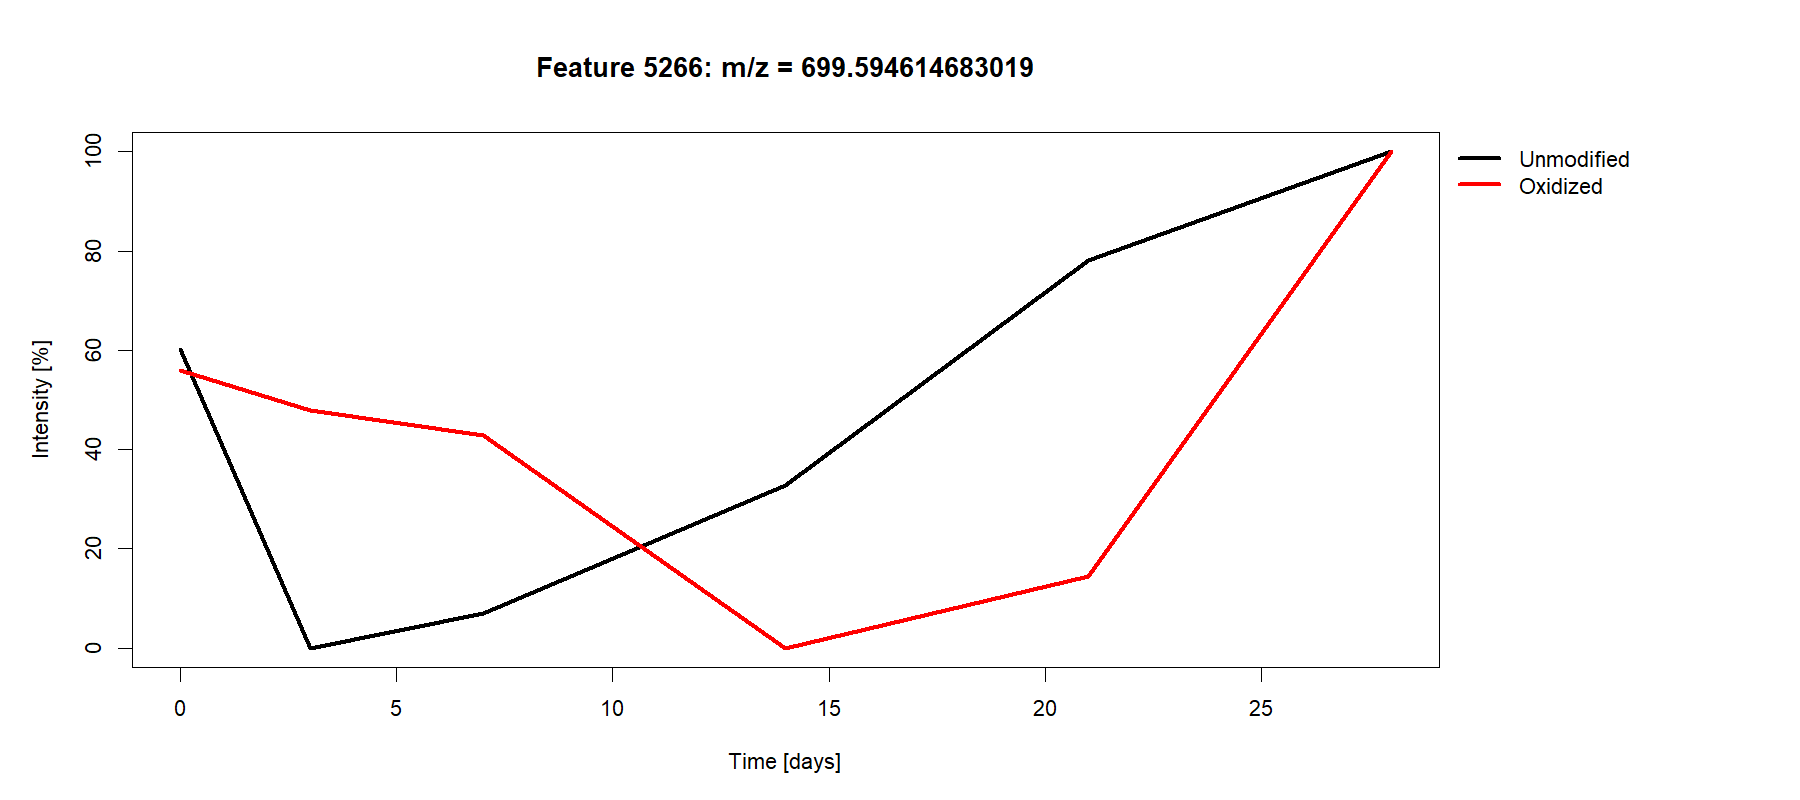 Feature 5266: m/z = 699.594614683019
Unmodified
Oxidized
Intensity [%]
100
80
60
40
20
0
0 5 10 15 20 25
Time [days]